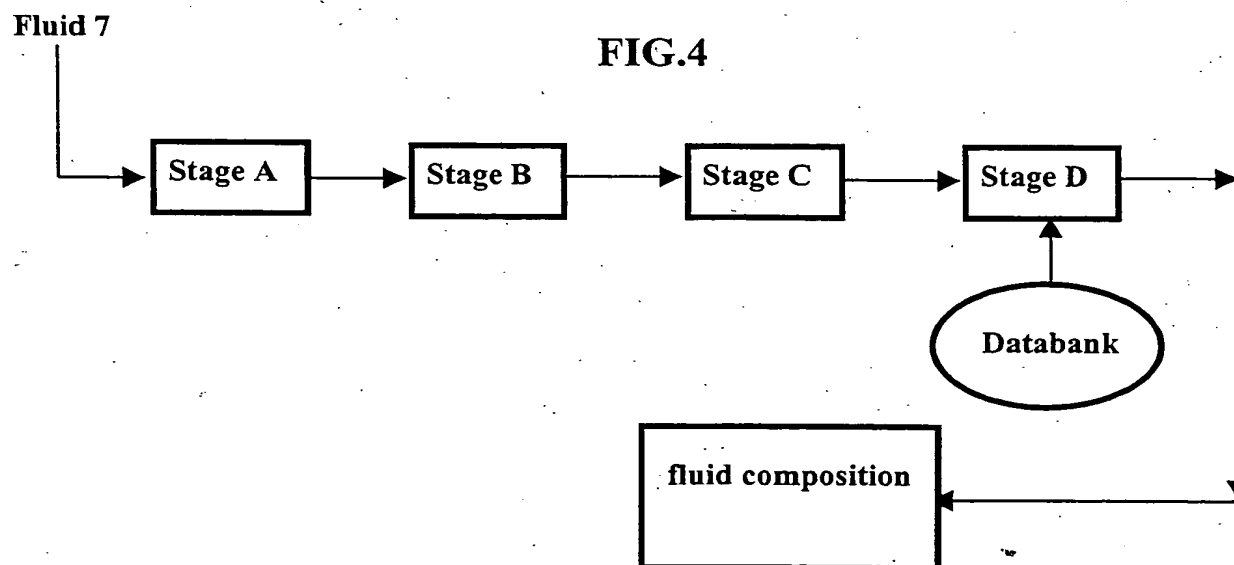 Fluid 7
FIG.4
Stage A
Stage B
Stage C
Stage D
Databank
fluid composition